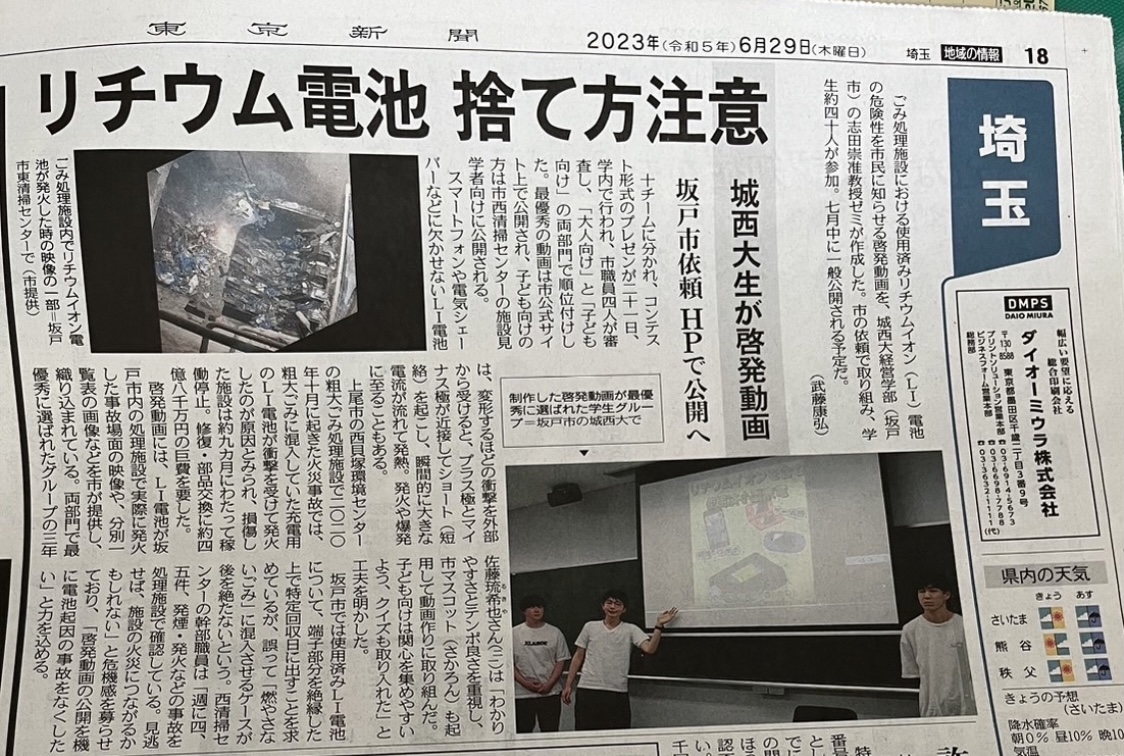 東京新聞
2023年(令和5年)6月29日(木曜日)
埼玉 地域の情報 18
埼玉
リチウム電池 捨て方注意
城西大生が啓発動画
坂戸市依頼 HPで公開へ
ごみ処理施設における使用済みリチウムイオン(LI)電池
の危険性を市民に知らせる啓発動画を、城西大経営学部(坂戸
市)の志田崇准教授ゼミが作成した。市の依頼で取り組み、学
生約四十人が参加。七月中に一般公開される予定だ。
(武藤康弘)
十チームに分かれ、コンテス
ト形式のプレゼンが二十一日、
学内で行われ、市職員四人が審
査し、「大人向け」と「子ども
向け」の両部門で順位付けし
た。最優秀の動画は市公式サイ
ト上で公開され、子ども向けの
方は市西清掃センターの施設見
学者向けに公開される。
スマートフォンや電気シェー
バーなどに欠かせないLI電池
は、変形するほどの衝撃を外部
から受けると、プラス極とマイ
ナス極が近接してショート(短
絡)を起こし、瞬間的に大きな
電流が流れて発熱。発火や爆発
に至ることもある。
上尾市の西貝塚環境センター
の粗大ごみ処理施設で二〇二〇
年十月に起きた火災事故では、
粗大ごみに混入していた充電用
のLI電池が衝撃を受けて発火
したのが原因とみられ、損傷し
た施設は約九カ月にわたって稼
働停止。修復・部品交換に約四
億八千万円の巨費を要した。
啓発動画には、LI電池が坂
戸市内の処理施設で実際に発火
した事故場面の映像や、分別一
覧表の画像などを市が提供し、
織り込まれている。両部門で最
優秀に選ばれたグループの三年
佐藤琉希也さん(二〇)は「わかり
やすさとテンポ良さを重視し、
市マスコット(さかろん)も起
用して動画作りに取り組んだ。
子ども向けは関心を集めやすい
よう、クイズも取り入れた」と
工夫を明かした。
坂戸市では使用済みLI電池
について、端子部分を絶縁した
上で特定回収日に出すことを求
めているが、誤って「燃やさな
いごみ」に混入させるケースが
後を絶たないという。西清掃セ
ンターの幹部職員は「週に四、
五件、発煙・発火などの事故を
処理施設で確認している。見逃
せば、施設の火災につながるか
もしれない」と危機感を募らせ
ており、「啓発動画の公開を機
に電池起因の事故をなくした
い」と力を込める。
ごみ処理施設内でリチウムイオン電
池が発火した時の映像の一部=坂戸
市東清掃センターで(市提供)
制作した啓発動画が最優
秀に選ばれた学生グルー
プ=坂戸市の城西大で
DMPS
DAIO MIURA
幅広い要望に応える
総合印刷会社
ダイオーミウラ株式会社
〒130-8588 東京都墨田区千歳二丁目3番9号
プリントソリューション営業本部 ☎03-6914-5673
ビジネスフォーム営業本部 ☎03-6698-7788
総務部 ☎03-3632-1111(代)
県内の天気
きょう あす
さいたま
熊谷
秩父
きょうの予想
(さいたま)
降水確率
朝0% 昼10% 晩10
気温